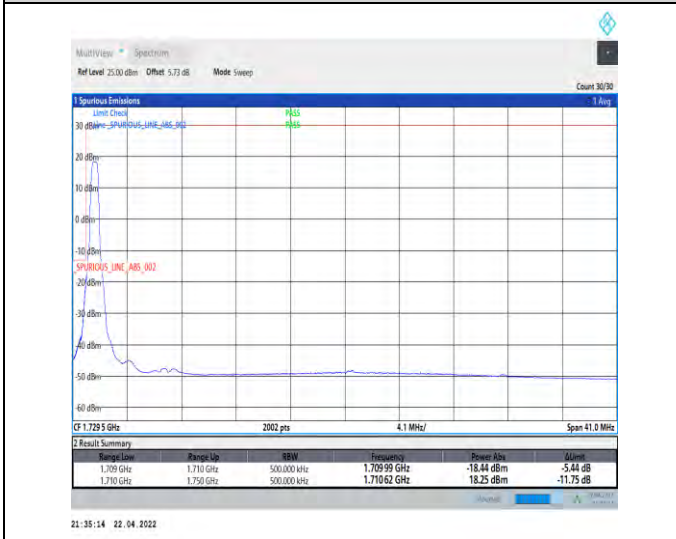 MultiView Spectrum
Ref Level 25.00 dBm Offset 5.73 dB Mode Sweep
Count 30/30
1 Spurious Emissions 1 Avg
Limit Check PASS
30 dBm Line _SPURIOUS_LINE_ABS_002 PASS
20 dBm
10 dBm
0 dBm
-10 dBm
_SPURIOUS_LINE_ABS_002
-20 dBm
-30 dBm
-40 dBm
-50 dBm
-60 dBm
CF 1.729 5 GHz 2002 pts 4.1 MHz/ Span 41.0 MHz
2 Result Summary
Range Low Range Up RBW Frequency Power Abs ΔLimit
1.709 GHz 1.710 GHz 500.000 kHz 1.709 99 GHz -18.44 dBm -5.44 dB
1.710 GHz 1.750 GHz 500.000 kHz 1.710 62 GHz 18.25 dBm -11.75 dB
21:35:14 22.04.2022